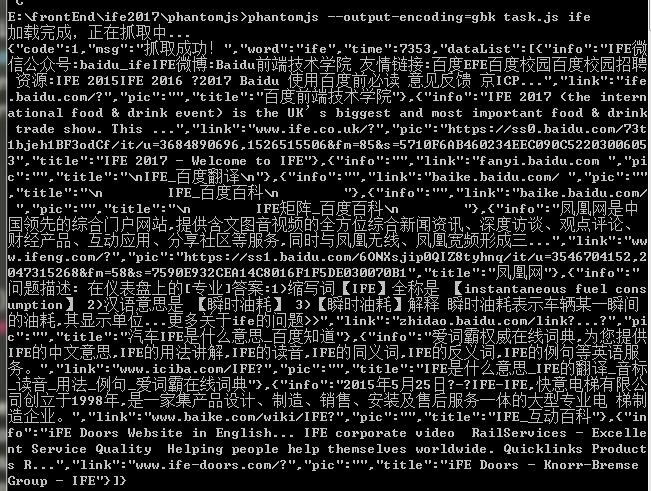 E:\frontEnd\ife2017\phantomjs>phantomjs --output-encoding=gbk task.js ife
加载完成，正在抓取中...
{"code":1,"msg":"抓取成功！","word":"ife","time":7353,"dataList":[{"info":"IFE微
信公众号:baidu_ifeIFE微博:Baidu前端技术学院 友情链接:百度EFE百度校园百度校园招聘
 资源:IFE 2015IFE 2016 ?2017 Baidu 使用百度前必读 意见反馈 京ICP...","link":"ife
.baidu.com/?","pic":"","title":"百度前端技术学院"},{"info":"IFE 2017 (the intern
ational food & drink event) is the UK's biggest and most important food & drink
 trade show. This ...","link":"www.ife.co.uk/?","pic":"https://ss0.baidu.com/73t
1bjeh1BF3odCf/it/u=3684890696,1526515506&fm=85&s=5710F6AB460234EEC090C5220300605
3","title":"IFE 2017 - Welcome to IFE"},{"info":"","link":"fanyi.baidu.com ","pi
c":"","title":"\nIFE_百度翻译\n"},{"info":"","link":"baike.baidu.com/ ","pic":""
,"title":"\n IFE_百度百科\n "},{"info":"","link":"baike.baidu.com/
 ","pic":"","title":"\n IFE矩阵_百度百科\n "},{"info":"凤凰网是中
国领先的综合门户网站,提供含文图音视频的全方位综合新闻资讯、深度访谈、观点评论、
财经产品、互动应用、分享社区等服务,同时与凤凰无线、凤凰宽频形成三...","link":"ww
w.ifeng.com/?","pic":"https://ss1.baidu.com/6ONXsjip0QIZ8tyhnq/it/u=3546704152,2
047315268&fm=58&s=7590E932CEA14C8016F1F5DE030070B1","title":"凤凰网"},{"info":"
问题描述: 在仪表盘上的[专业]答案:1>缩写词【IFE】全称是 【instantaneous fuel cons
umption】 2>汉语意思是 【瞬时油耗】 3>【瞬时油耗】解释 瞬时油耗表示车辆某一瞬间
的油耗,其显示单位...更多关于ife的问题>>","link":"zhidao.baidu.com/link?...?","pi
c":"","title":"汽车IFE是什么意思_百度知道"},{"info":"爱词霸权威在线词典,为您提供
IFE的中文意思,IFE的用法讲解,IFE的读音,IFE的同义词,IFE的反义词,IFE的例句等英语服
务。","link":"www.iciba.com/IFE?","pic":"","title":"IFE是什么意思_IFE的翻译_音标
_读音_用法_例句_爱词霸在线词典"},{"info":"2015年5月25日?-?IFE-IFE,快意电梯有限公
司创立于1998年,是一家集产品设计、制造、销售、安装及售后服务一体的大型专业电 梯制
造企业。","link":"www.baike.com/wiki/IFE?","pic":"","title":"IFE_互动百科"},{"in
fo":"iFE Doors Website in English... IFE corporate video  RailServices - Excelle
nt Service Quality  Helping people help themselves worldwide. Quicklinks Product
s R...","link":"www.ife-doors.com/?","pic":"","title":"iFE Doors - Knorr-Bremse
Group - IFE"}]}